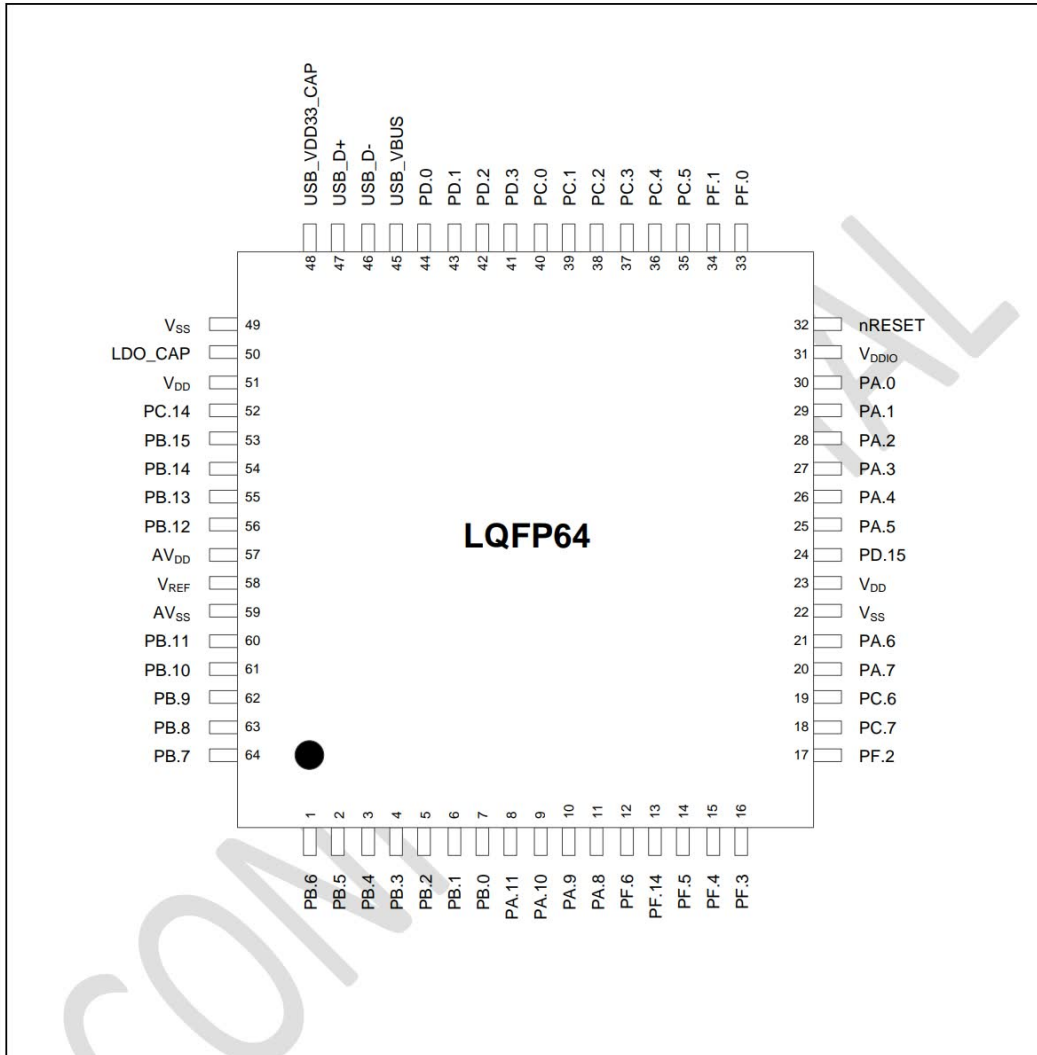 USB_VDD33_CAP
USB_D+
USB_D-
USB_VBUS
PD.0
PD.1
PD.2
PD.3
PC.0
PC.1
PC.2
PC.3
PC.4
PC.5
PF.1
PF.0
48
47
46
45
44
43
42
41
40
39
38
37
36
35
34
33
VSS 49
LDO_CAP 50
VDD 51
PC.14 52
PB.15 53
PB.14 54
PB.13 55
PB.12 56
AVDD 57
VREF 58
AVSS 59
PB.11 60
PB.10 61
PB.9 62
PB.8 63
PB.7 64
LQFP64
32 nRESET
31 VDDIO
30 PA.0
29 PA.1
28 PA.2
27 PA.3
26 PA.4
25 PA.5
24 PD.15
23 VDD
22 VSS
21 PA.6
20 PA.7
19 PC.6
18 PC.7
17 PF.2
1
2
3
4
5
6
7
8
9
10
11
12
13
14
15
16
PB.6
PB.5
PB.4
PB.3
PB.2
PB.1
PB.0
PA.11
PA.10
PA.9
PA.8
PF.6
PF.14
PF.5
PF.4
PF.3